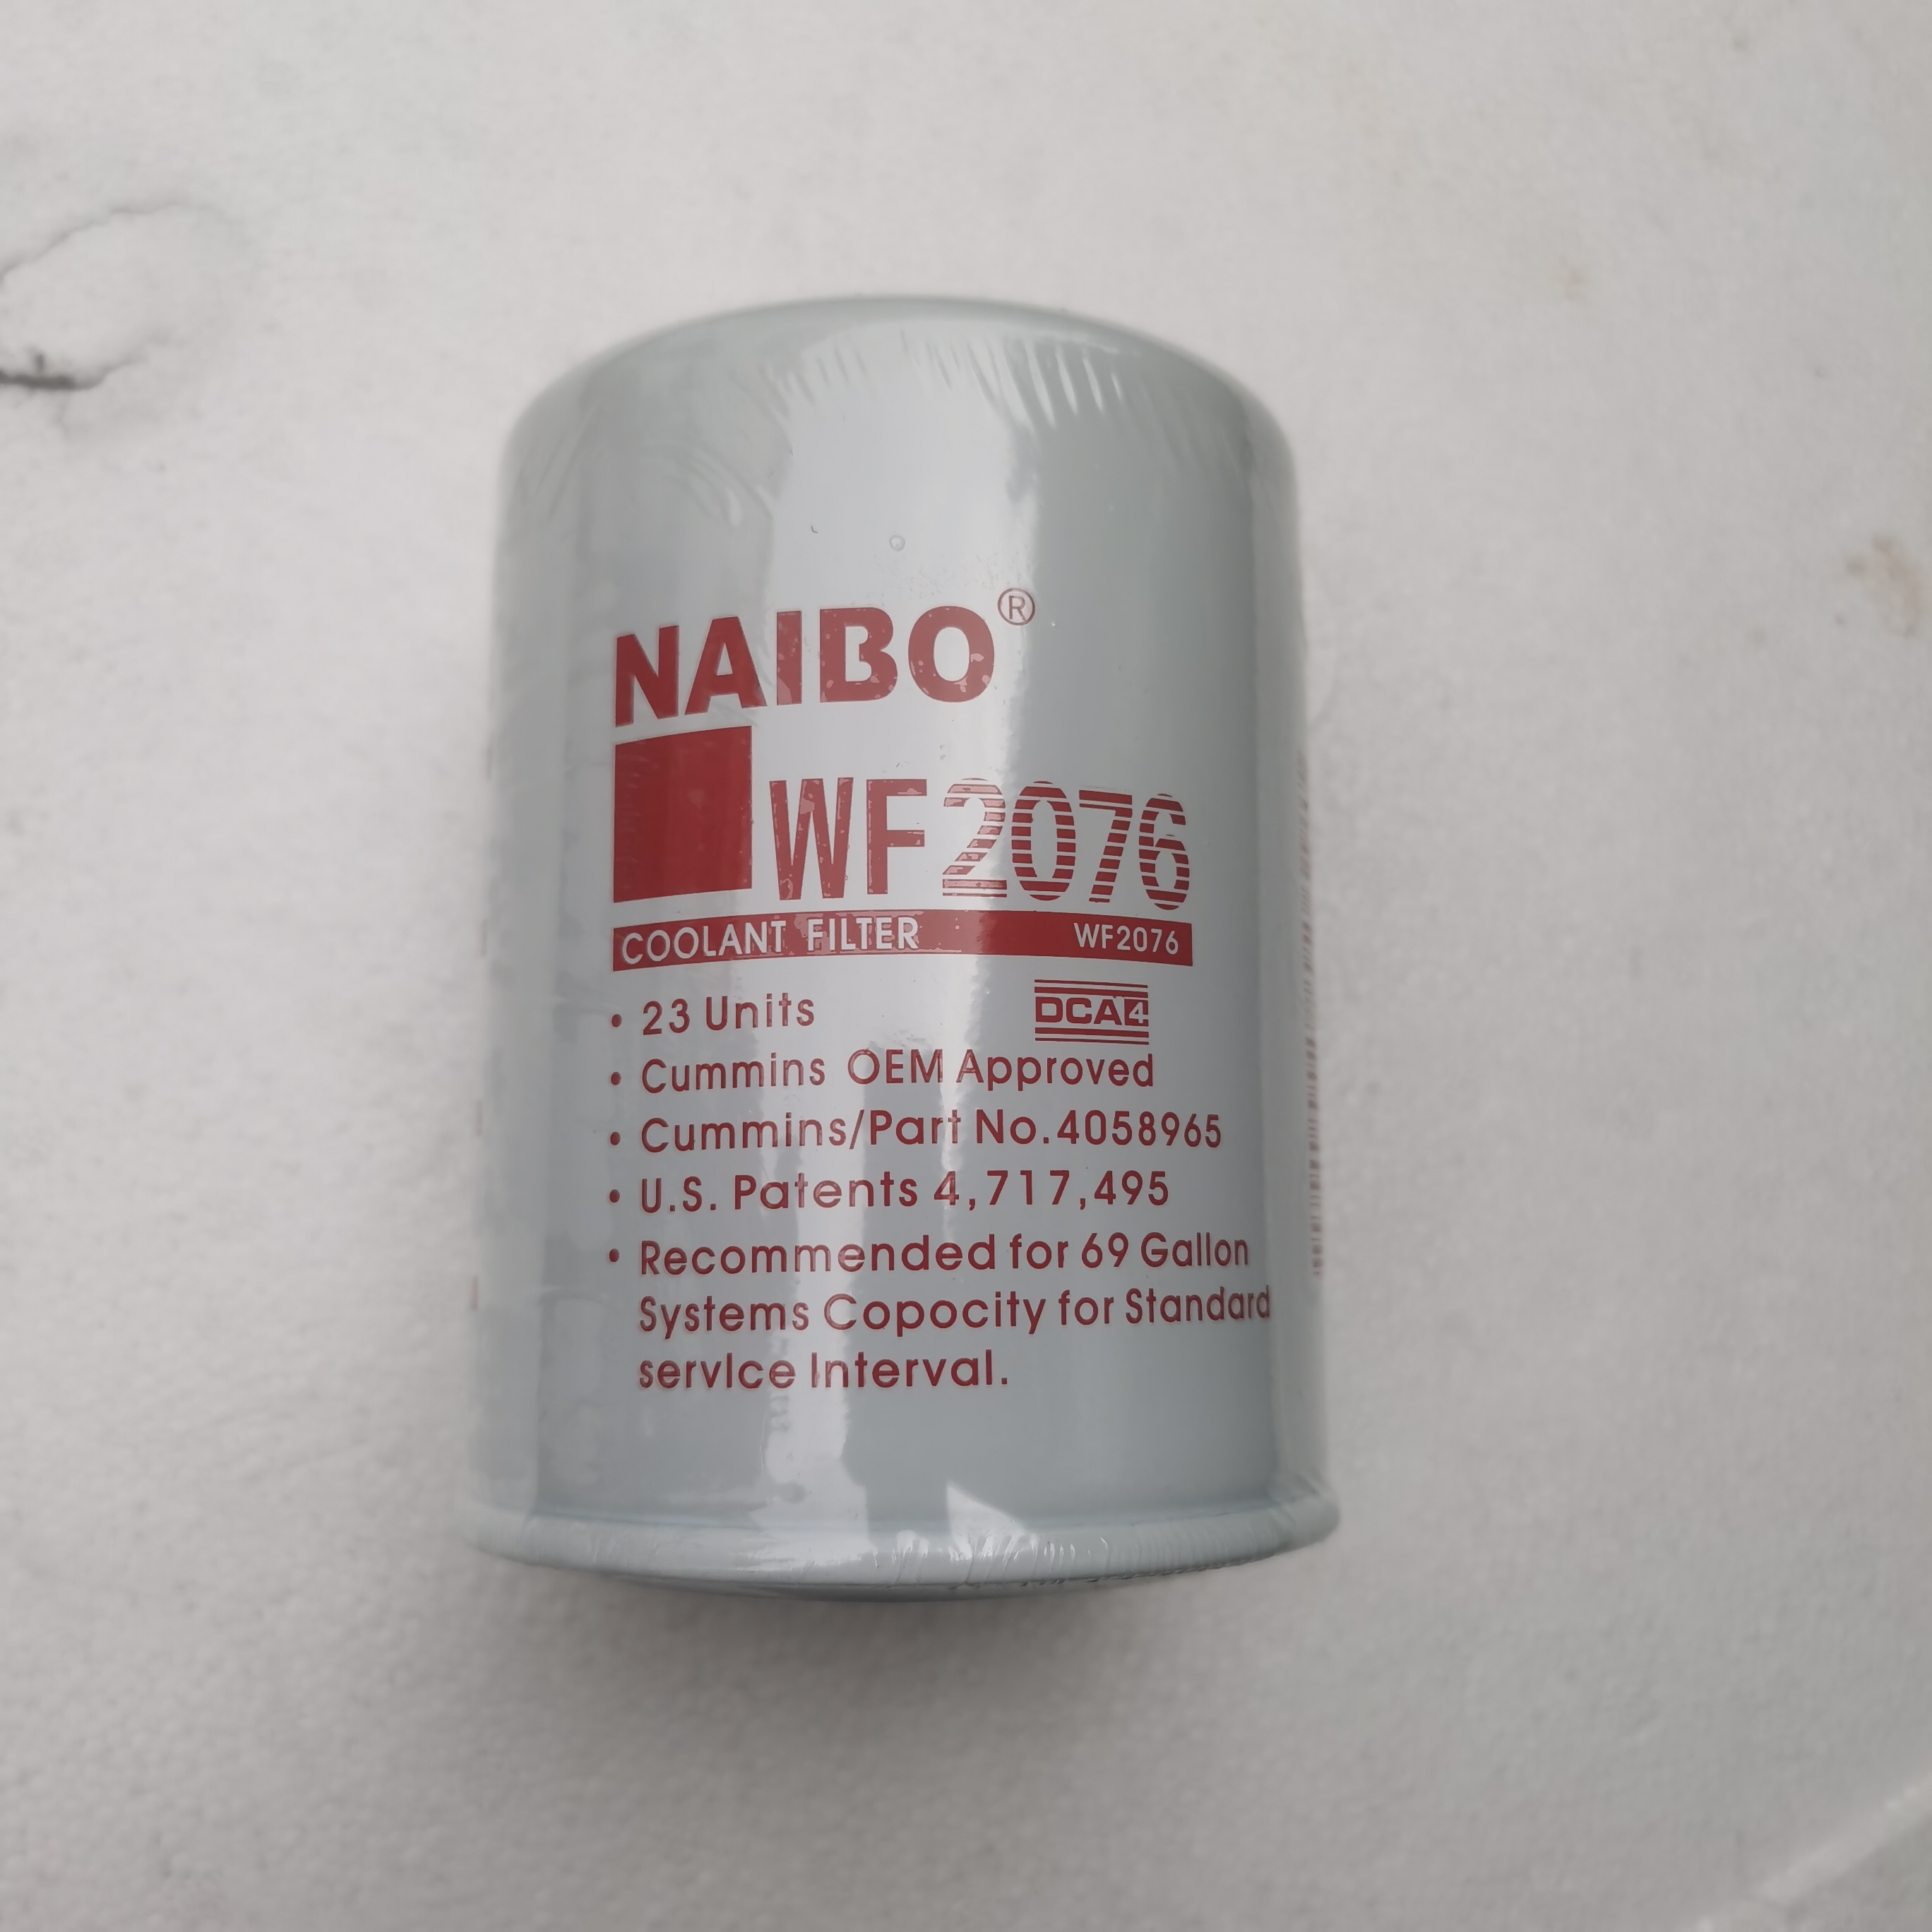 NAIBO®
WF2076
COOLANT FILTER WF2076
• 23 Units DCA4
• Cummins OEM Approved
• Cummins/Part No.4058965
• U.S. Patents 4,717,495
• Recommended for 69 Gallon
Systems Copocity for Standard
servIce Interval.